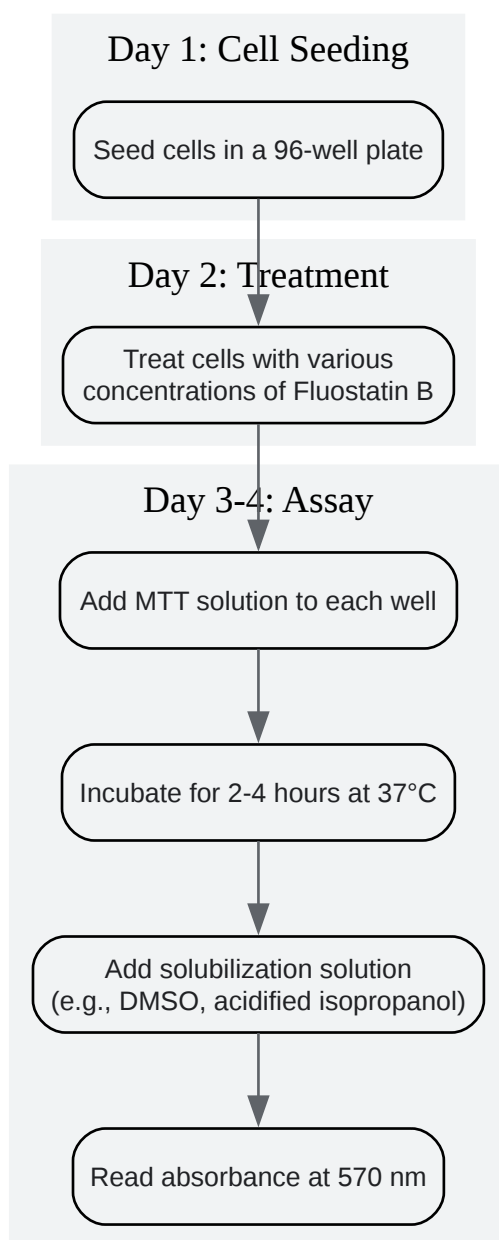 Day 1: Cell Seeding
Seed cells in a 96-well plate
Day 2: Treatment
Treat cells with various
concentrations of Fluostatin B
Day 3-4: Assay
Add MTT solution to each well
Incubate for 2-4 hours at 37°C
Add solubilization solution
(e.g., DMSO, acidified isopropanol)
Read absorbance at 570 nm